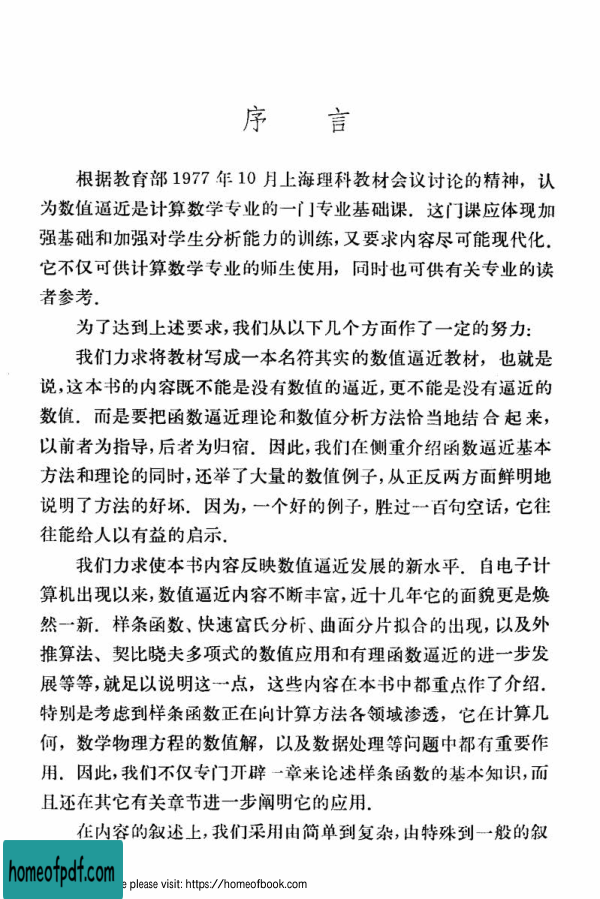 序 言
根据教育部1977年10月上海理科教材会议讨论的精神，认
为数值逼近是计算数学专业的一门专业基础课．这门课应体现加
强基础和加强对学生分析能力的训练，又要求内容尽可能现代化．
它不仅可供计算数学专业的师生使用，同时也可供有关专业的读
者参考．
为了达到上述要求，我们从以下几个方面作了一定的努力：
我们力求将教材写成一本名符其实的数值逼近教材，也就是
说，这本书的内容既不能是没有数值的逼近，更不能是没有逼近的
数值．而是要把函数逼近理论和数值分析方法恰当地结合起来，
以前者为指导，后者为归宿．因此，我们在侧重介绍函数逼近基本
方法和理论的同时，还举了大量的数值例子，从正反两方面鲜明地
说明了方法的好坏．因为，一个好的例子，胜过一百句空话，它往
往能给人以有益的启示．
我们力求使本书内容反映数值逼近发展的新水平．自电子计
算机出现以来，数值逼近内容不断丰富，近十几年它的面貌更是焕
然一新．样条函数、快速富氏分析、曲面分片拟合的出现，以及外
推算法、契比晓夫多项式的数值应用和有理函数逼近的进一步发
展等等，就足以说明这一点，这些内容在本书中都重点作了介绍．
特别是考虑到样条函数正在向计算方法各领域渗透，它在计算几
何，数学物理方程的数值解，以及数据处理等问题中都有重要作
用．因此，我们不仅专门开辟一章来论述样条函数的基本知识，而
且还在其它有关章节进一步阐明它的应用．
在内容的叙述上，我们采用由简单到复杂，由特殊到一般的叙
homeofpdf.com
e please visit: https://homeofbook.com